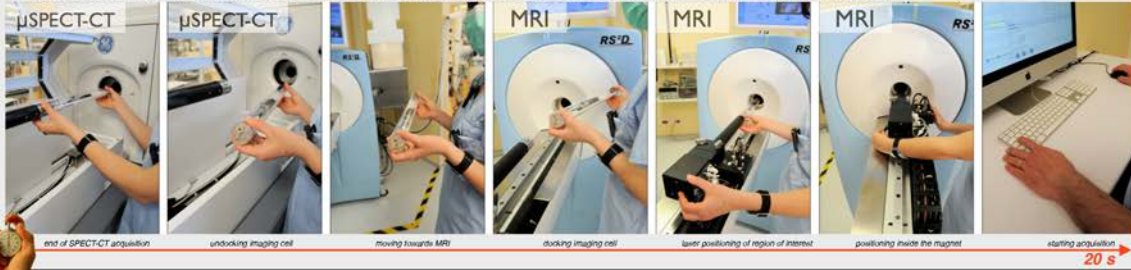 µSPECT-CT
µSPECT-CT
MRI
MRI
MRI
RS²D
RS²D
RS
end of SPECT-CT acquisition
undocking imaging cell
moving towards MRI
docking imaging cell
laser positioning of region of interest
positioning inside the magnet
starting acquisition
20 s